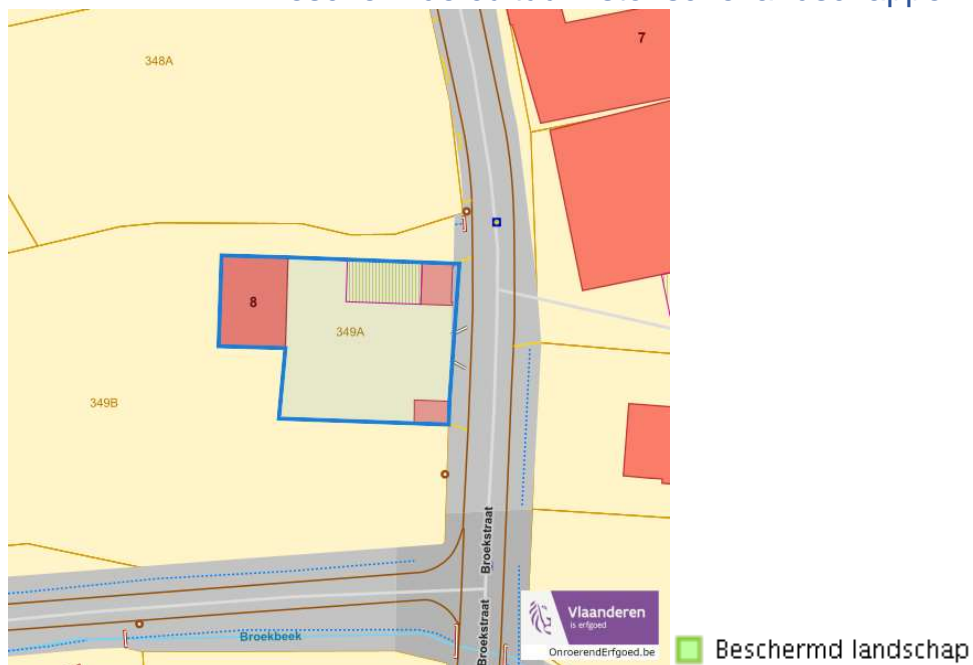 348A
7
8
349A
349B
Broekstraat
Broekstraat
Broekbeek
Vlaanderen
is erfgoed
OnroerendErfgoed.be
Beschermd landschap